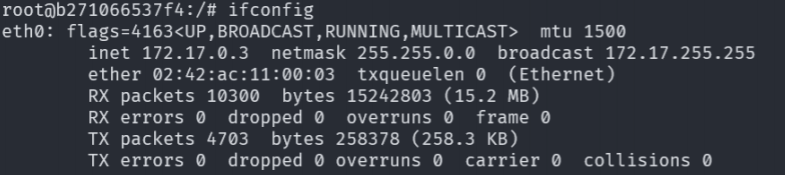 root@b271066537f4:/# ifconfig
eth0: flags=4163<UP,BROADCAST,RUNNING,MULTICAST>  mtu 1500
        inet 172.17.0.3  netmask 255.255.0.0  broadcast 172.17.255.255
        ether 02:42:ac:11:00:03  txqueuelen 0  (Ethernet)
        RX packets 10300  bytes 15242803 (15.2 MB)
        RX errors 0  dropped 0  overruns 0  frame 0
        TX packets 4703  bytes 258378 (258.3 KB)
        TX errors 0  dropped 0 overruns 0  carrier 0  collisions 0